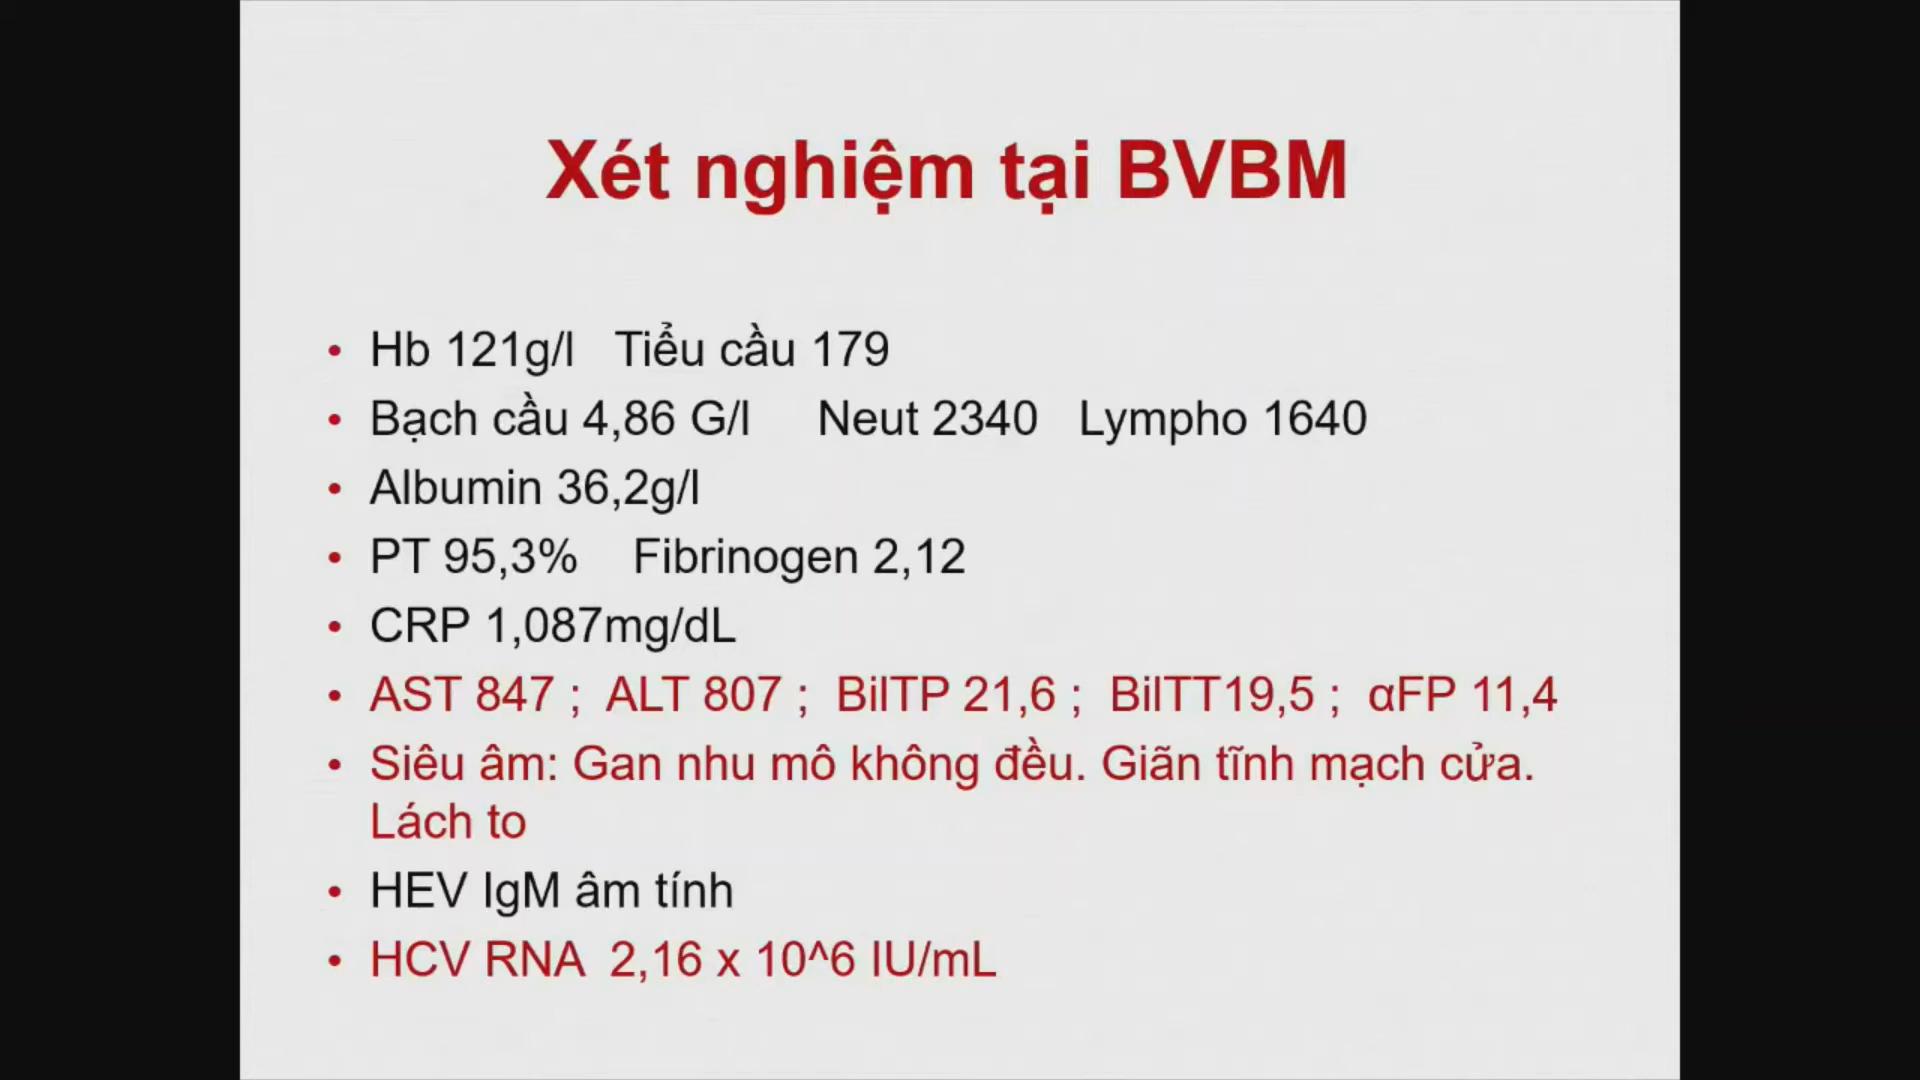 Xét nghiệm tại BVBM
• Hb 121g/l Tiểu cầu 179
• Bạch cầu 4,86 G/l Neut 2340 Lympho 1640
• Albumin 36,2g/l
• PT 95,3% Fibrinogen 2,12
• CRP 1,087mg/dL
• AST 847 ; ALT 807 ; BilTP 21,6 ; BilTT19,5 ; αFP 11,4
• Siêu âm: Gan nhu mô không đều. Giãn tĩnh mạch cửa.
Lách to
• HEV IgM âm tính
• HCV RNA 2,16 x 10^6 IU/mL